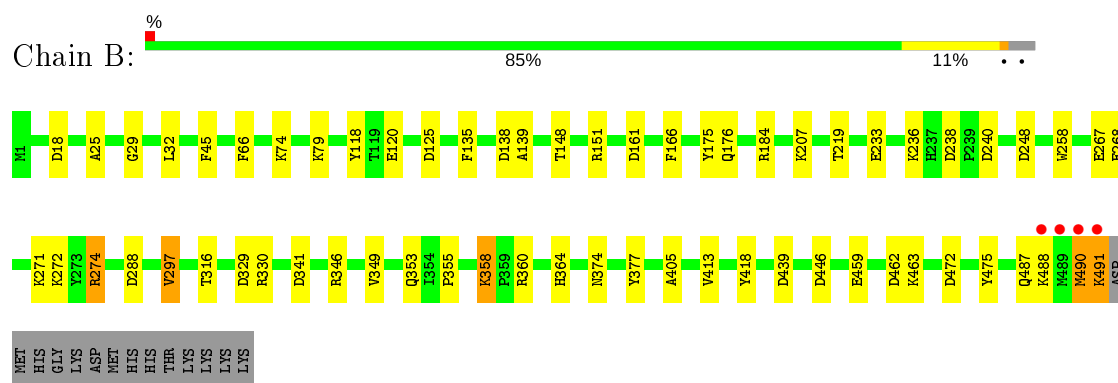 %
Chain B:
85% 11% • •
M1 D18 A25 G29 L32 F45 F66 K74 K79 Y118 T119 E120 D125 F135 D138 A139 T148 R151 D161 F166 Y175 Q176 R184 K207 T219 E233 K236 H237 D238 P239 D240 D248 W258 E267
K271 K272 Y273 R274 D288 V297 T316 D329 R330 D341 R346 V349 Q353 I354 P355 K358 P359 R360 H364 N374 Y377 A405 V413 Y418 D439 D446 E459 D462 K463 D472 Y475 Q487 K488 M489 M490 K491 ASP
MET HIS GLY LYS ASP MET HIS HIS THR LYS LYS LYS LYS